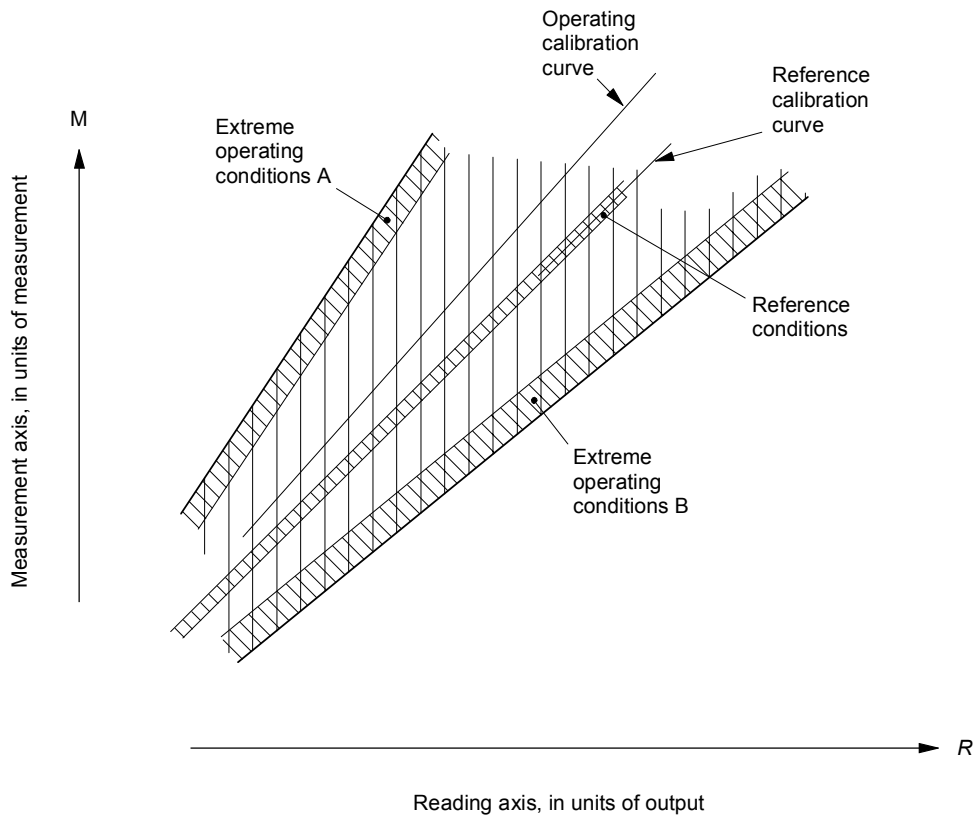 Operating
calibration
curve
Reference
calibration
curve
M
Extreme
operating
conditions A
Measurement axis, in units of measurement
Reference
conditions
Extreme
operating
conditions B
R
Reading axis, in units of output